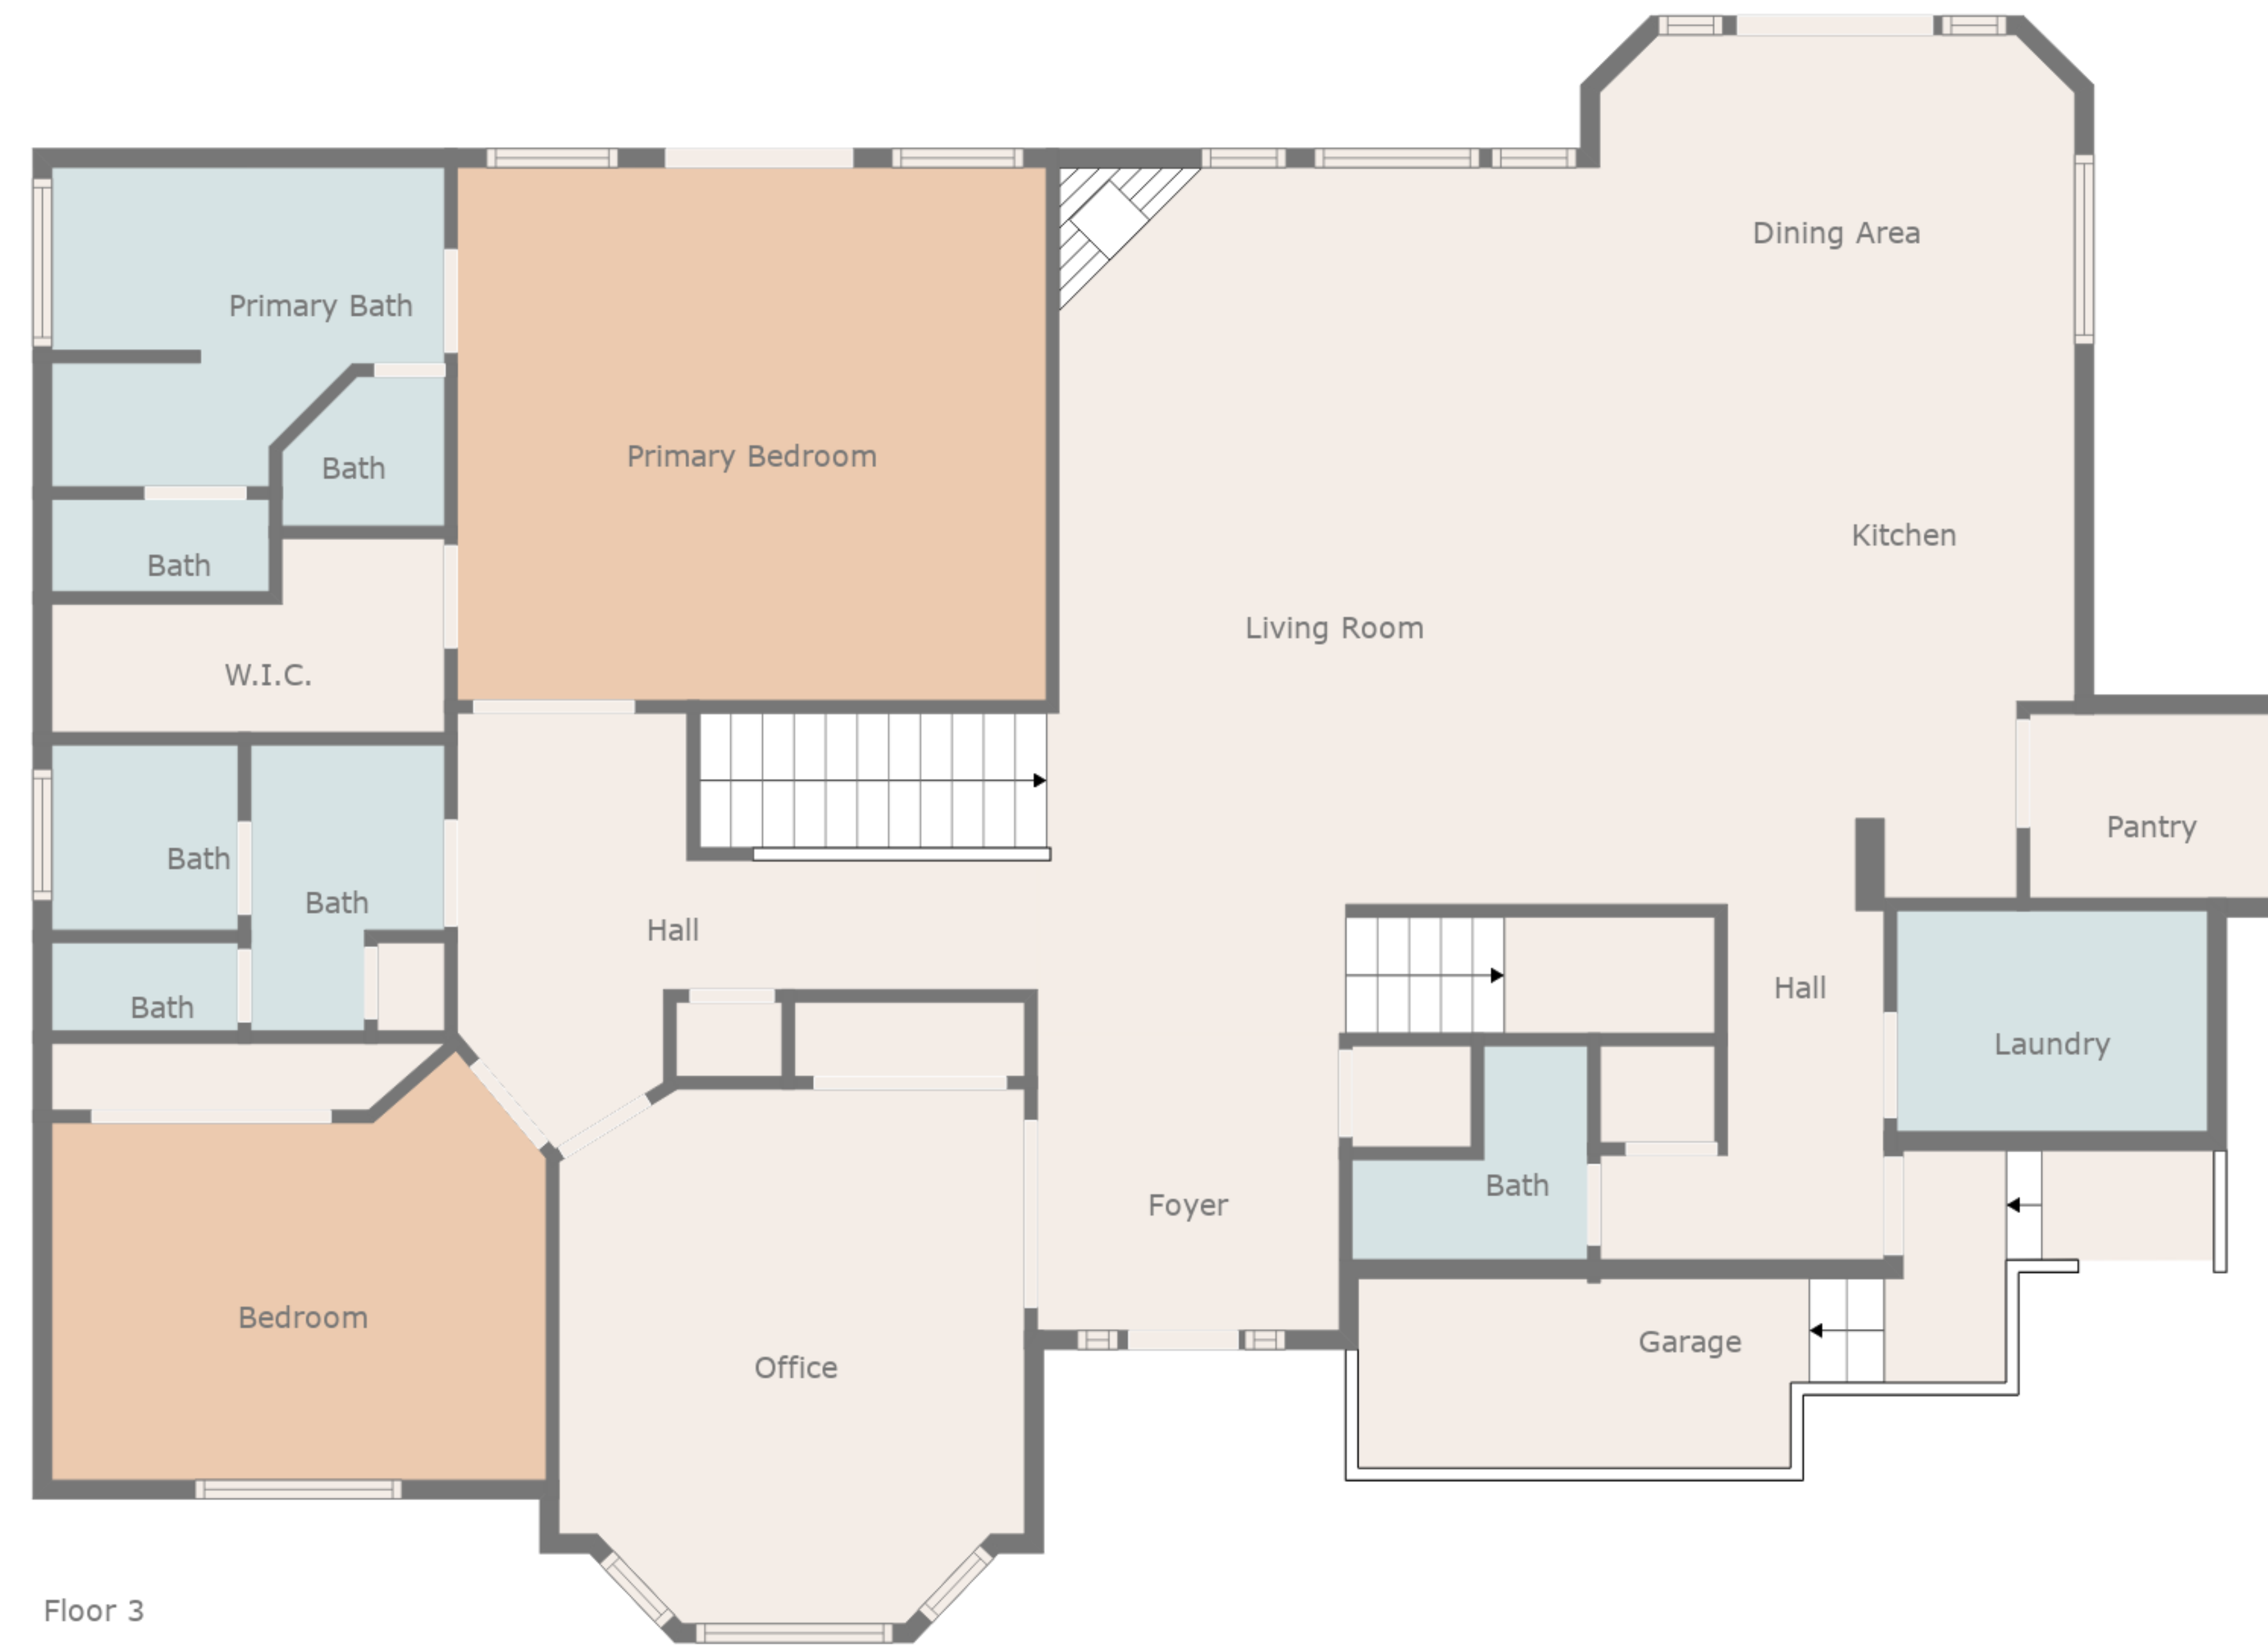 Dining Area
Primary Bath
Primary Bedroom
Bath
Kitchen
Bath
Living Room
W.I.C.
Pantry
Bath
Bath
Hall
Hall
Bath
Laundry
Bath
Foyer
Bedroom
Garage
Office
Floor 3